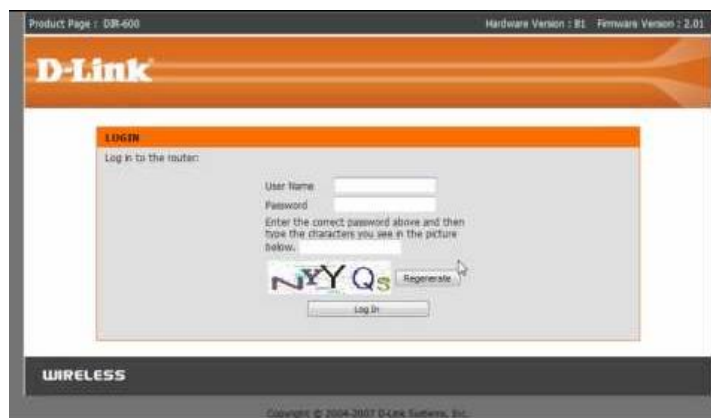 Product Page : DIR-600 Hardware Version : B1 Firmware Version : 2.01
D-Link
LOGIN
Log in to the router:
User Name
Password
Enter the correct password above and then
type the characters you see in the picture
below.
Regenerate
Log In
WIRELESS
Copyright © 2004-2007 D-Link Systems, Inc.